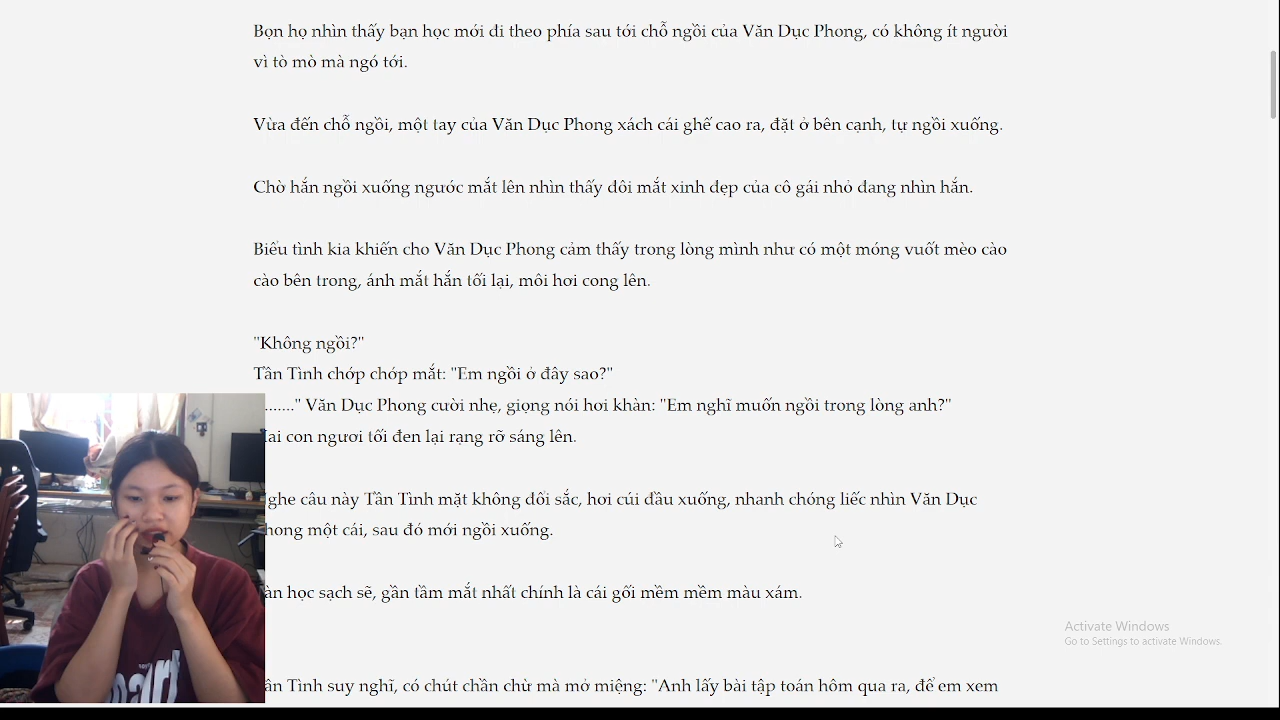 Bọn họ nhìn thấy bạn học mới đi theo phía sau tới chỗ ngồi của Văn Dục Phong, có không ít người
vì tò mò mà ngó tới.
Vừa đến chỗ ngồi, một tay của Văn Dục Phong xách cái ghế cao ra, đặt ở bên cạnh, tự ngồi xuống.
Chờ hắn ngồi xuống ngước mắt lên nhìn thấy đôi mắt xinh đẹp của cô gái nhỏ đang nhìn hắn.
Biểu tình kia khiến cho Văn Dục Phong cảm thấy trong lòng mình như có một móng vuốt mèo cào
cào bên trong, ánh mắt hắn tối lại, môi hơi cong lên.
"Không ngồi?"
Tần Tình chớp chớp mắt: "Em ngồi ở đây sao?"
......." Văn Dục Phong cười nhẹ, giọng nói hơi khàn: "Em nghĩ muốn ngồi trong lòng anh?"
con ngươi tối đen lại rạng rỡ sáng lên.
câu này Tần Tình mặt không đổi sắc, hơi cúi đầu xuống, nhanh chóng liếc nhìn Văn Dục
một cái, sau đó mới ngồi xuống.
học sạch sẽ, gần tầm mắt nhất chính là cái gối mềm mềm màu xám.
Tình suy nghĩ, có chút chần chừ mà mở miệng: "Anh lấy bài tập toán hôm qua ra, để em xem
Activate Windows
Go to Settings to activate Windows.